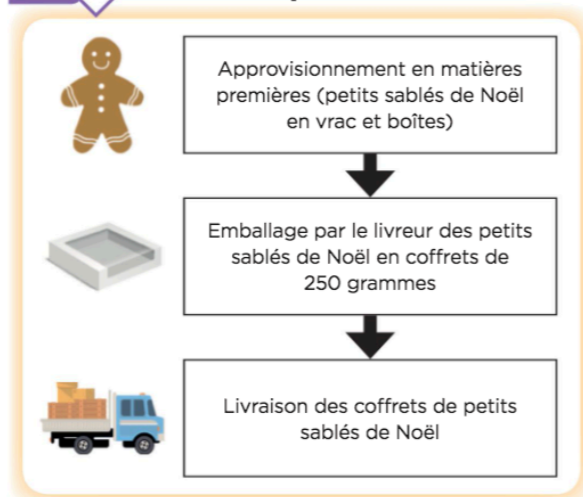 Approvisionnement en matières
premières (petits sablés de Noël
en vrac et boîtes)
Emballage par le livreur des petits
sablés de Noël en coffrets de
250 grammes
Livraison des coffrets de petits
sablés de Noël